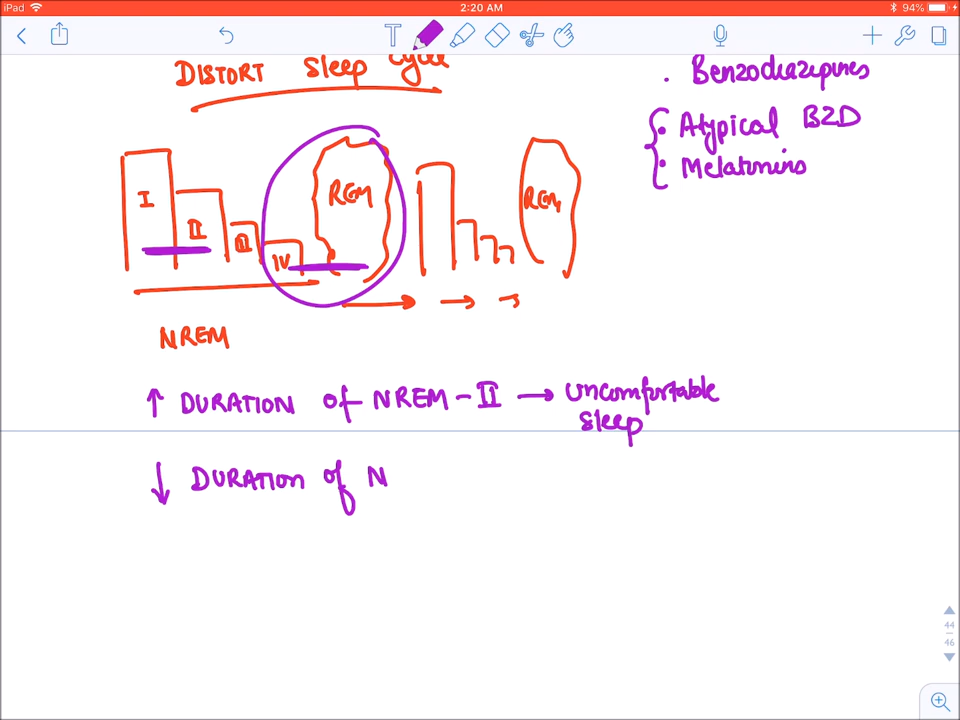 iPad
2:20 AM
94%
T
DISTORT Sleep Cycle
. Benzodiazepines
• Atypical BZD
• Melatonins
I
II
III
IV
REM
REM
NREM
↑ DURATION of NREM - II → Uncomfortable
Sleep
↓ DURATION of N
44
46